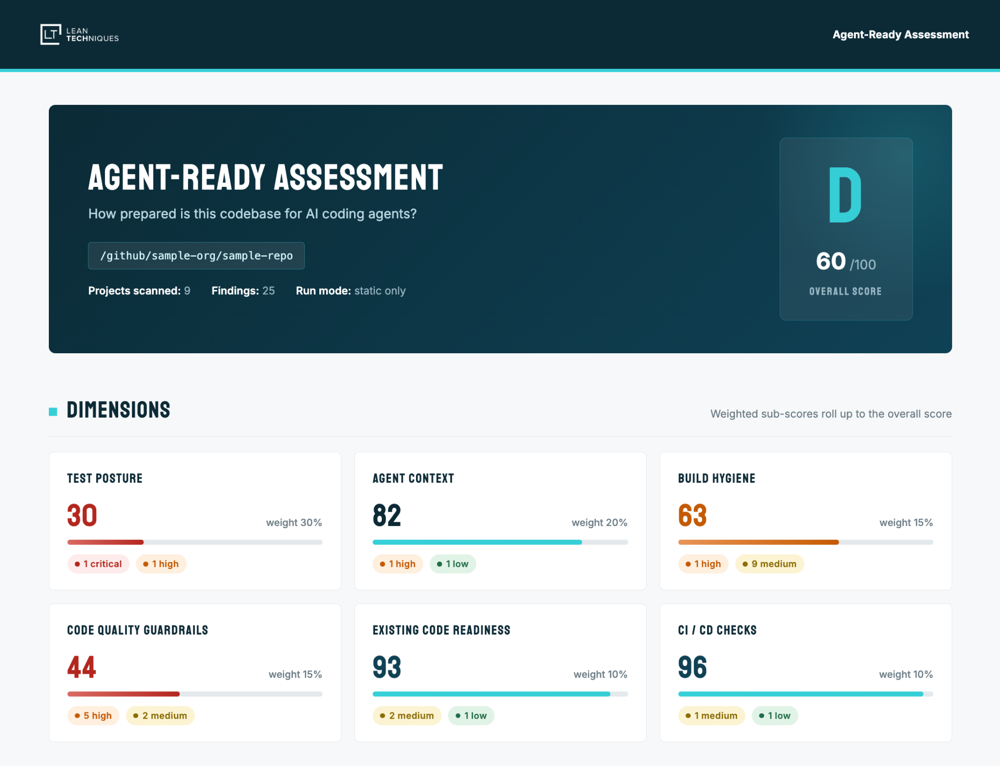 LT LEAN
TECHNIQUES
Agent-Ready Assessment
AGENT-READY ASSESSMENT
How prepared is this codebase for AI coding agents?
/github/sample-org/sample-repo
Projects scanned: 9 Findings: 25 Run mode: static only
D
60 /100
OVERALL SCORE
DIMENSIONS
Weighted sub-scores roll up to the overall score
TEST POSTURE
30 weight 30%
1 critical 1 high
AGENT CONTEXT
82 weight 20%
1 high 1 low
BUILD HYGIENE
63 weight 15%
1 high 9 medium
CODE QUALITY GUARDRAILS
44 weight 15%
5 high 2 medium
EXISTING CODE READINESS
93 weight 10%
2 medium 1 low
CI / CD CHECKS
96 weight 10%
1 medium 1 low